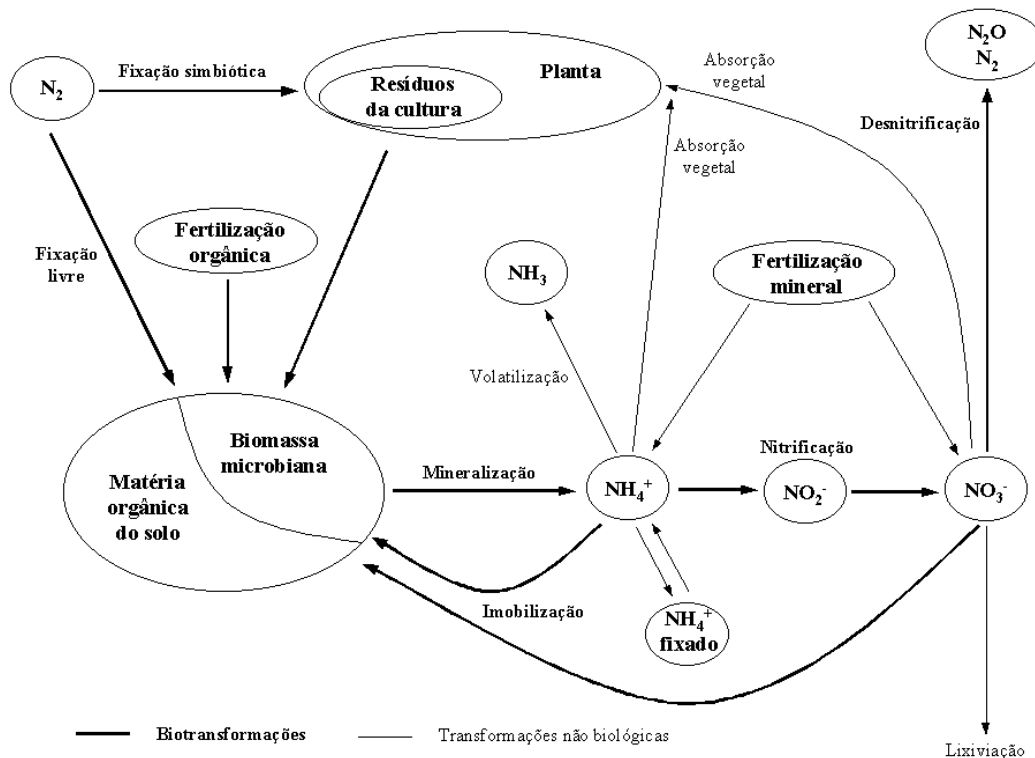 N₂O
N₂
N₂
Fixação simbiótica
Planta
Resíduos
da cultura
Absorção
vegetal
Absorção
vegetal
Desnitrificação
Fixação
livre
Fertilização
orgânica
NH₃
Fertilização
mineral
Volatilização
Biomassa
microbiana
Matéria
orgânica
do solo
Mineralização
NH₄⁺
Nitrificação
NO₂⁻
NO₃⁻
Imobilização
NH₄⁺
fixado
Biotransformações
Transformações não biológicas
Lixiviação